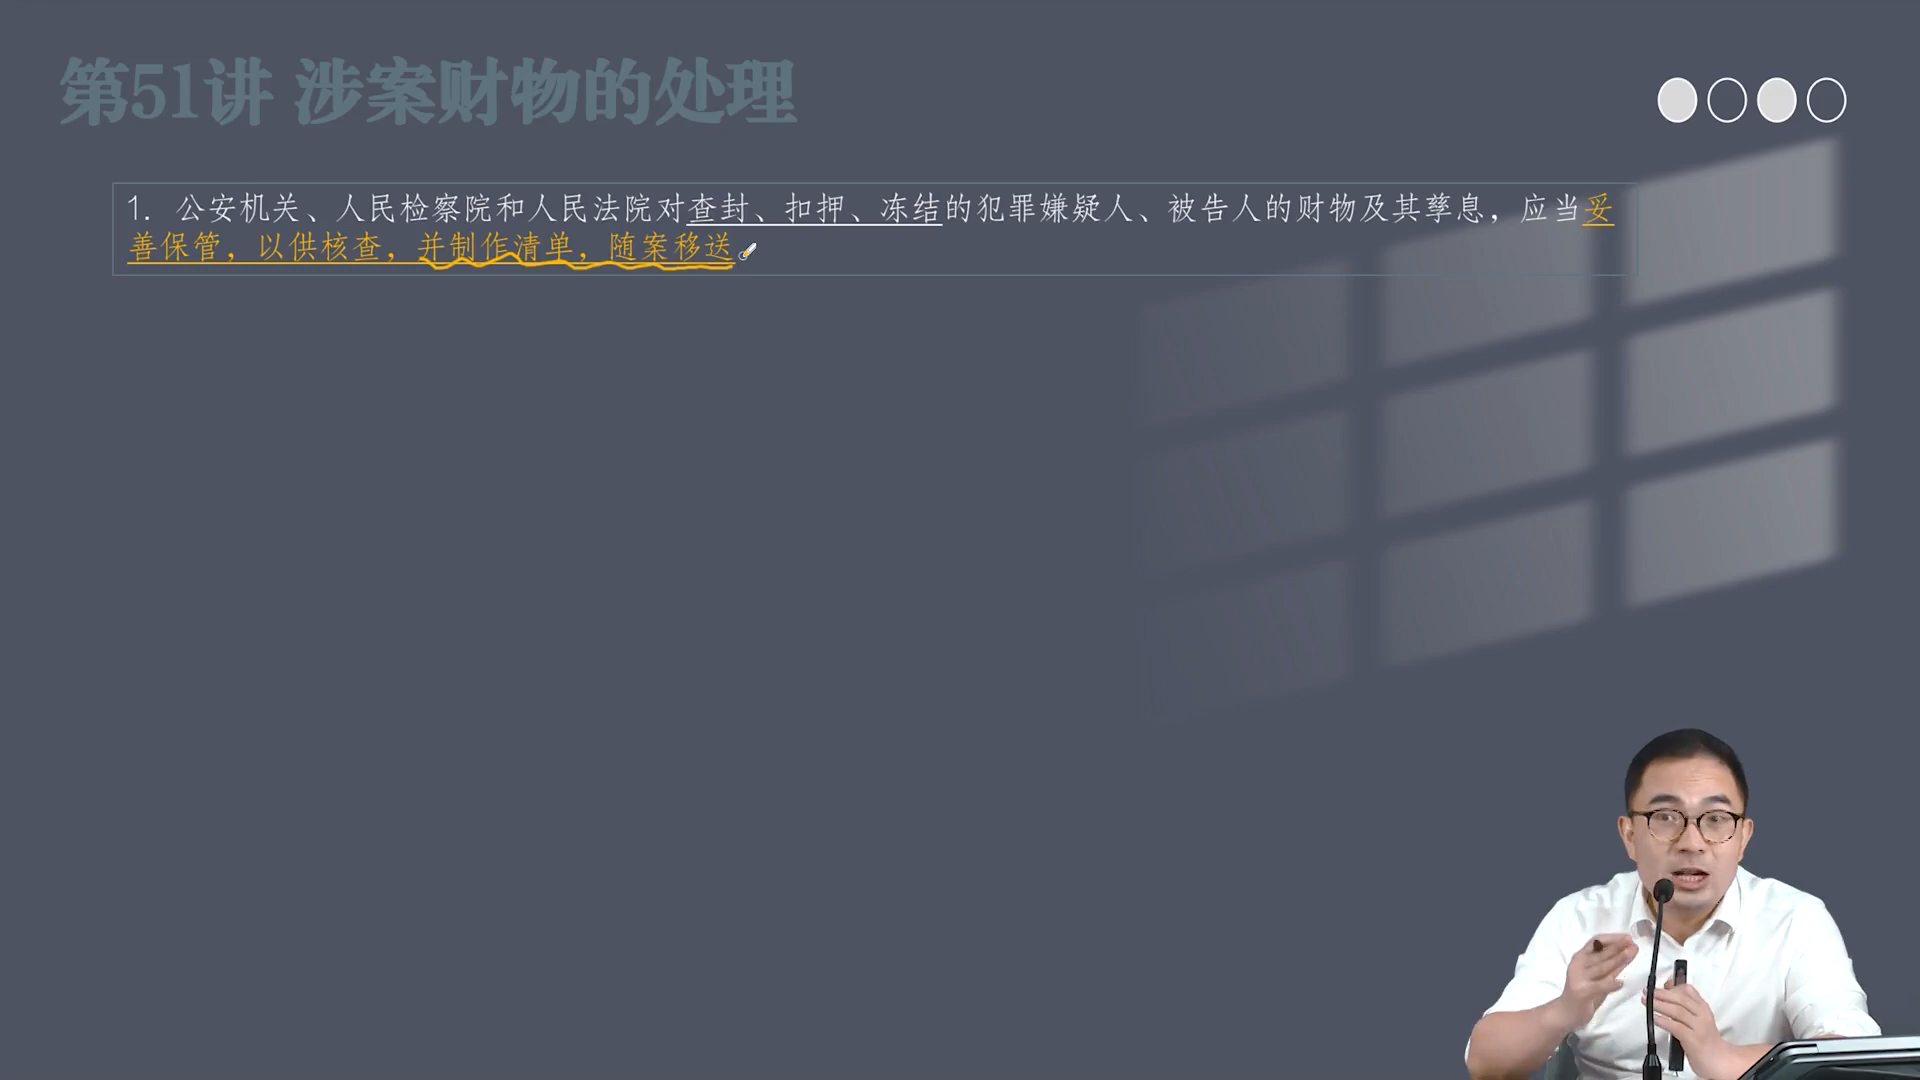 第51讲 涉案财物的处理
1. 公安机关、人民检察院和人民法院对查封、扣押、冻结的犯罪嫌疑人、被告人的财物及其孳息，应当妥
善保管，以供核查，并制作清单，随案移送